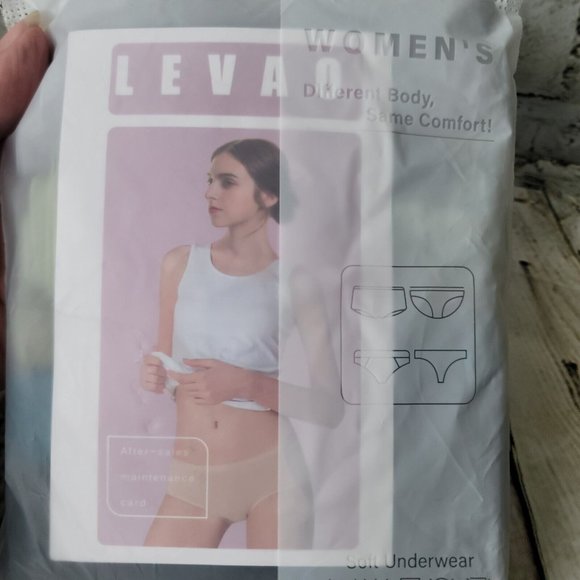 WOMEN'S
LEVAO
Different Body,
Same Comfort!
After-sales
maintenance
card
Soft Underwear